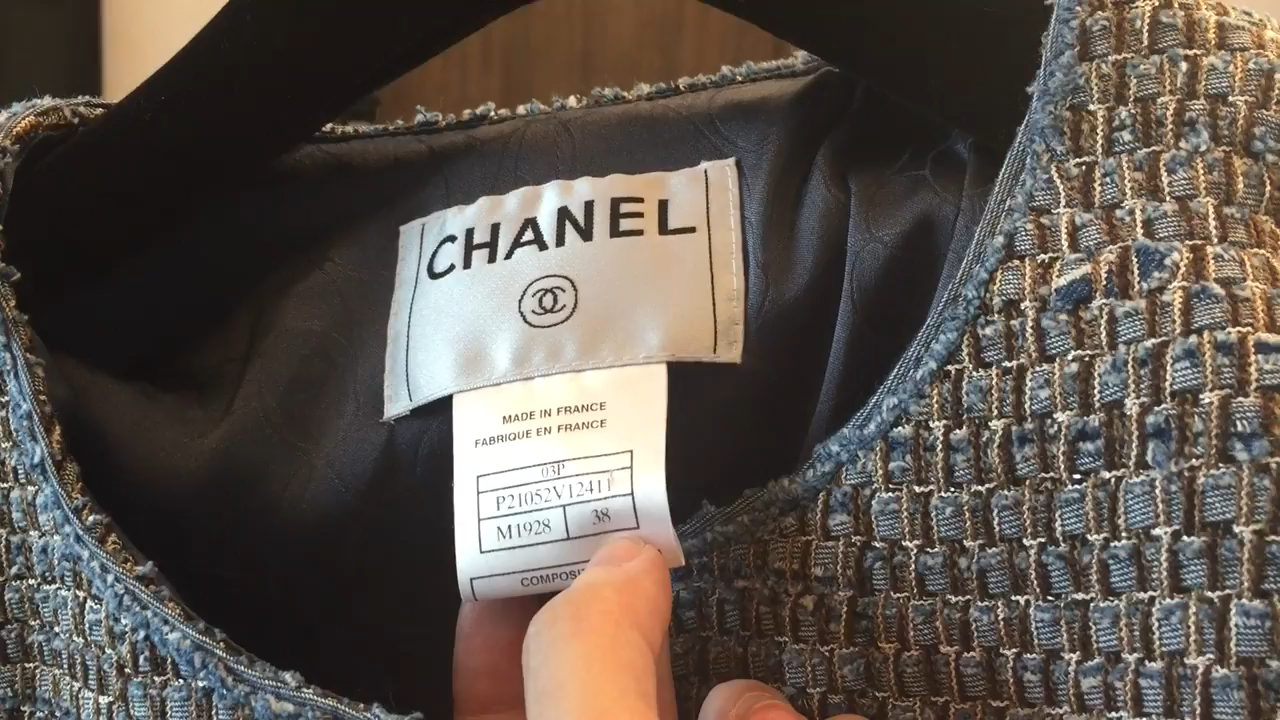 CHANEL
MADE IN FRANCE
FABRIQUE EN FRANCE
03P
P21052V12411
M1928 38
COMPOSI